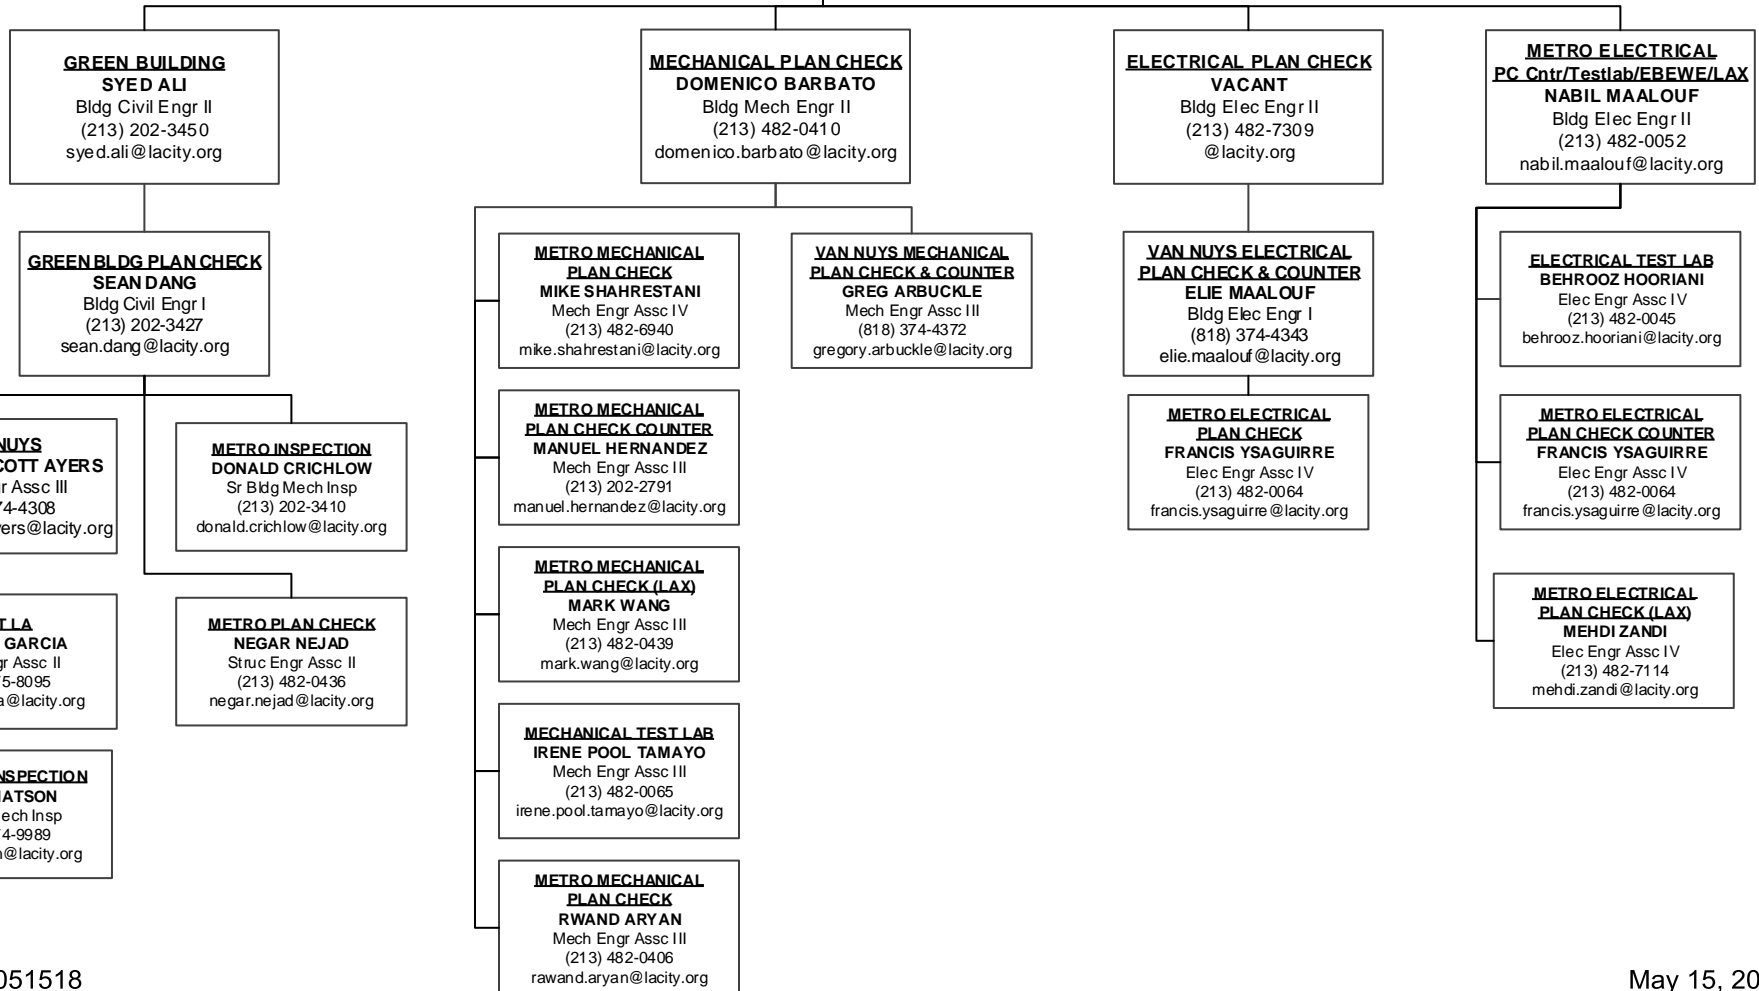 GREEN BUILDING
SYED ALI
Bldg Civil Engr II
(213) 202-3450
syed.ali@lacity.org
MECHANICAL PLAN CHECK
DOMENICO BARBATO
Bldg Mech Engr II
(213) 482-0410
domenico.barbato@lacity.org
ELECTRICAL PLAN CHECK
VACANT
Bldg Elec Engr II
(213) 482-7309
@lacity.org
METRO ELECTRICAL
PC Cntr/Testlab/EBEWE/LAX
NABIL MAALOUF
Bldg Elec Engr II
(213) 482-0052
nabil.maalouf@lacity.org
GREEN BLDG PLAN CHECK
SEAN DANG
Bldg Civil Engr I
(213) 202-3427
sean.dang@lacity.org
METRO MECHANICAL
PLAN CHECK
MIKE SHAHRESTANI
Mech Engr Assc IV
(213) 482-6940
mike.shahrestani@lacity.org
VAN NUYS MECHANICAL
PLAN CHECK & COUNTER
GREG ARBUCKLE
Mech Engr Assc III
(818) 374-4372
gregory.arbuckle@lacity.org
VAN NUYS ELECTRICAL
PLAN CHECK & COUNTER
ELIE MAALOUF
Bldg Elec Engr I
(818) 374-4343
elie.maalouf@lacity.org
ELECTRICAL TEST LAB
BEHROOZ HOORIANI
Elec Engr Assc IV
(213) 482-0045
behrooz.hooriani@lacity.org
NUYS
COTT AYERS
r Assc III
74-4308
yers@lacity.org
METRO INSPECTION
DONALD CRICHLOW
Sr Bldg Mech Insp
(213) 202-3410
donald.crichlow@lacity.org
METRO MECHANICAL
PLAN CHECK COUNTER
MANUEL HERNANDEZ
Mech Engr Assc III
(213) 202-2791
manuel.hernandez@lacity.org
METRO ELECTRICAL
PLAN CHECK
FRANCIS YSAGUIRRE
Elec Engr Assc IV
(213) 482-0064
francis.ysaguirre@lacity.org
METRO ELECTRICAL
PLAN CHECK COUNTER
FRANCIS YSAGUIRRE
Elec Engr Assc IV
(213) 482-0064
francis.ysaguirre@lacity.org
T LA
GARCIA
gr Assc II
5-8095
a@lacity.org
METRO PLAN CHECK
NEGAR NEJAD
Struc Engr Assc II
(213) 482-0436
negar.nejad@lacity.org
METRO MECHANICAL
PLAN CHECK (LAX)
MARK WANG
Mech Engr Assc III
(213) 482-0439
mark.wang@lacity.org
METRO ELECTRICAL
PLAN CHECK (LAX)
MEHDI ZANDI
Elec Engr Assc IV
(213) 482-7114
mehdi.zandi@lacity.org
NSPECTION
ATSON
ech Insp
4-9989
@lacity.org
MECHANICAL TEST LAB
IRENE POOL TAMAYO
Mech Engr Assc III
(213) 482-0065
irene.pool.tamayo@lacity.org
METRO MECHANICAL
PLAN CHECK
RWAND ARYAN
Mech Engr Assc III
(213) 482-0406
rawand.aryan@lacity.org
051518
May 15, 20